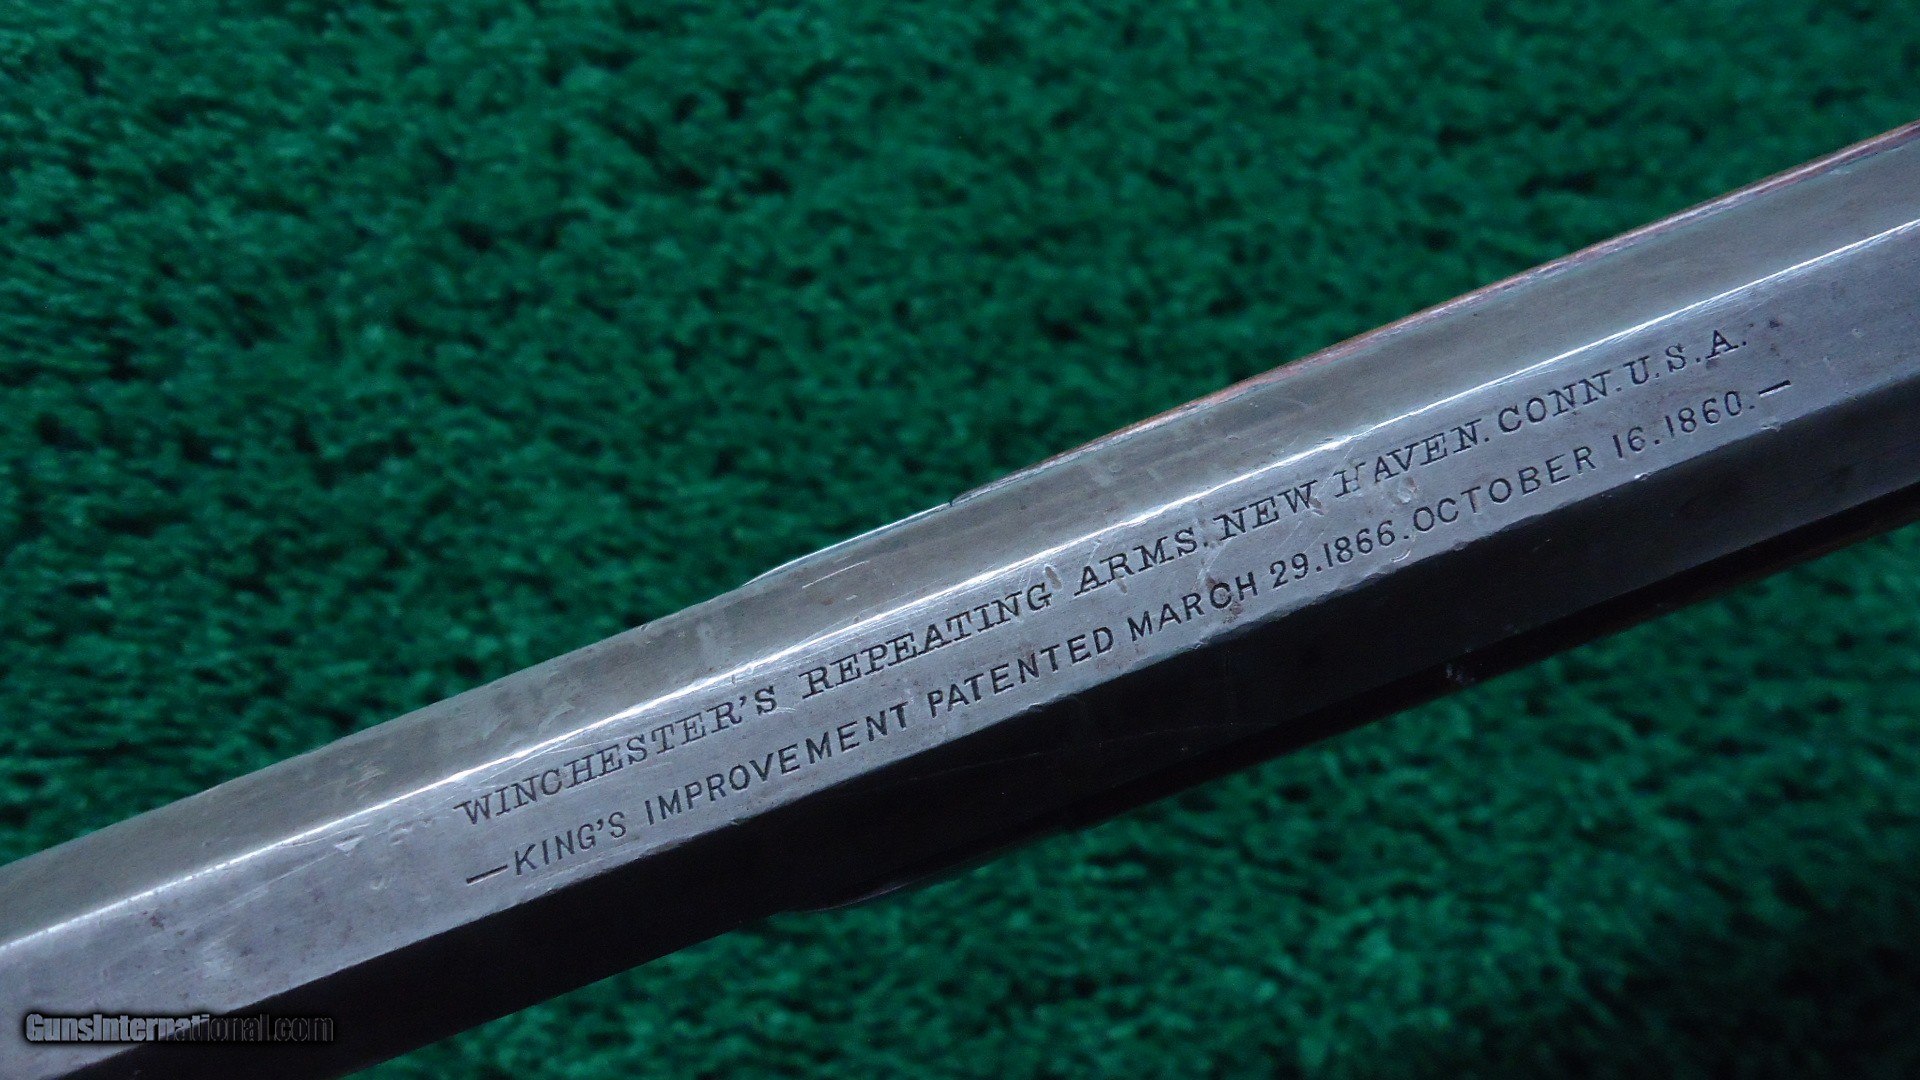 WINCHESTER'S REPEATING ARMS. NEW HAVEN. CONN. U.S.A.
—KING'S IMPROVEMENT PATENTED MARCH 29. 1866. OCTOBER 16. 1860.—
GunsInternational.com